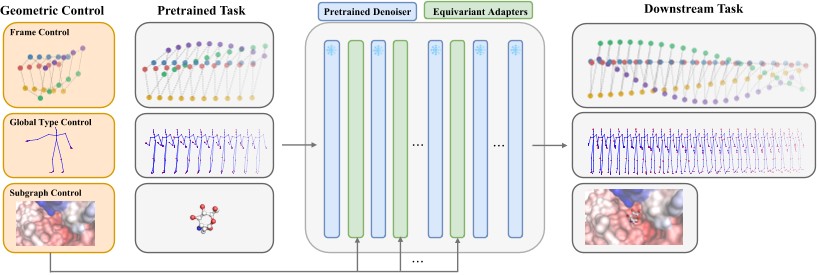 Geometric Control
Pretrained Task
Pretrained Denoiser
Equivariant Adapters
Downstream Task
Frame Control
Global Type Control
Subgraph Control
...
...
...